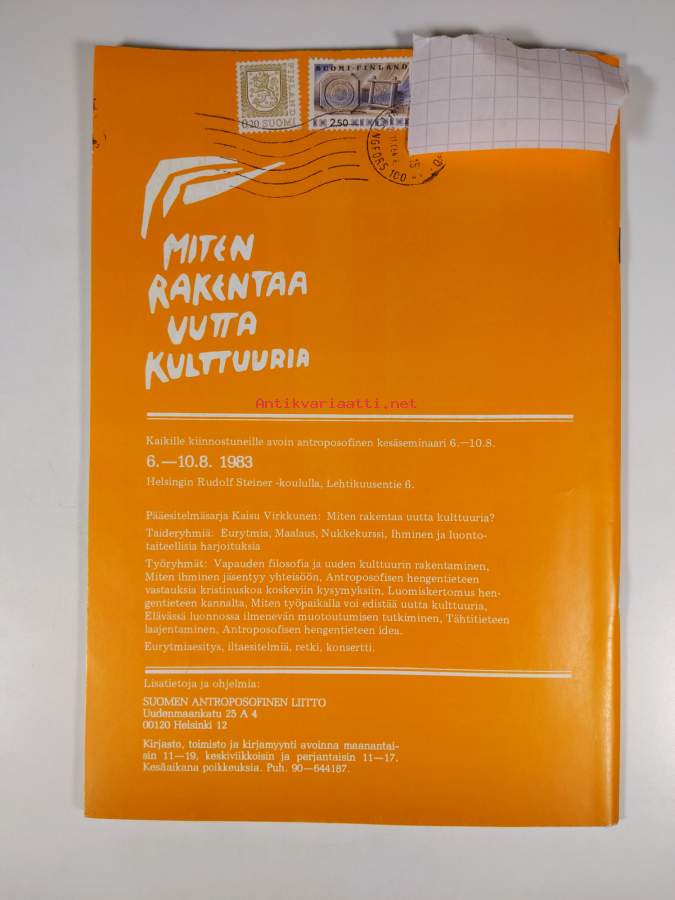 SUOMI-FINLAND
0,20 SUOMI
2,50
NGFORS 100
15
MITEN
RAKENTAA
UUTTA
KULTTUURIA
Antikvariaatti.net
Kaikille kiinnostuneille avoin antroposofinen kesäseminaari 6.—10.8.
6.—10.8. 1983
Helsingin Rudolf Steiner -koululla, Lehtikuusentie 6.
Pääesitelmäsarja Kaisu Virkkunen: Miten rakentaa uutta kulttuuria?
Taideryhmiä: Eurytmia, Maalaus, Nukkekurssi, Ihminen ja luonto-
taiteellisia harjoituksia
Työryhmät: Vapauden filosofia ja uuden kulttuurin rakentaminen,
Miten ihminen jäsentyy yhteisöön, Antroposofisen hengentieteen
vastauksia kristinuskoa koskeviin kysymyksiin, Luomiskertomus hen-
gentieteen kannalta, Miten työpaikalla voi edistää uutta kulttuuria,
Elävässä luonnossa ilmenevän muotoutumisen tutkiminen, Tähtitieteen
laajentaminen, Antroposofisen hengentieteen idea.
Eurytmiaesitys, iltaesitelmiä, retki, konsertti.
Lisatietoja ja ohjelmia:
SUOMEN ANTROPOSOFINEN LIITTO
Uudenmaankatu 25 A 4
00120 Helsinki 12
Kirjasto, toimisto ja kirjamyynti avoinna maanantai-
sin 11—19, keskiviikkoisin ja perjantaisin 11—17.
Kesäaikana poikkeuksia. Puh. 90—644187.